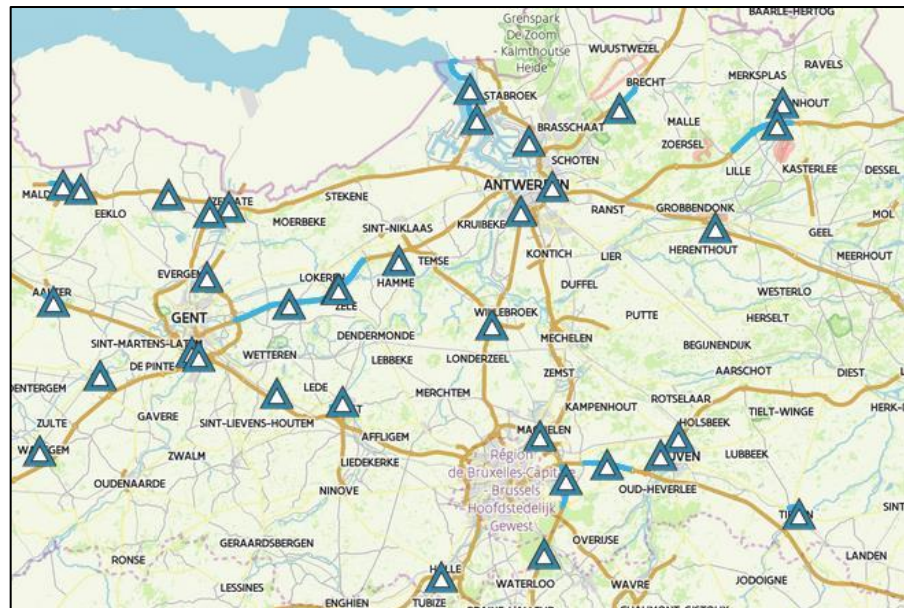 BAARLE-HERTOG
Grenspark
De Zoom
- Kalmthoutse
Heide
WUUSTWEZEL
RAVELS
MERKSPLAS
BRECHT
STABROEK
MALLE
BRASSCHAAT
ZOERSEL
SCHOTEN
LILLE
KASTERLEE
DESSEL
STEKENE
RANST
GROBBENDONK
EEKLO
MOERBEKE
SINT-NIKLAAS
KRUIBEKE
MOL
GEEL
KONTICH
LIER
HERENTHOUT
MEERHOUT
TEMSE
LOKEREN
HAMME
DUFFEL
WESTERLO
ZELE
HERSELT
GENT
PUTTE
DENDERMONDE
MECHELEN
SINT-MARTENS-LATEM
WETTEREN
LEBBEKE
LONDERZEEL
BEGIJNENDIJK
DE PINTE
ZEMST
AARSCHOT
DIEST
LEDE
MERCHTEM
ROTSELAAR
KAMPENHOUT
TIELT-WINGE
GAVERE
SINT-LIEVENS-HOUTEM
HOLSBEEK
ZULTE
AFFLIGEM
ZWALM
LIEDEKERKE
Région
de Bruxelles-Capit
- Brussels
- Hoofdstedelijk
Gewest
LUBBEEK
OUDENAARDE
NINOVE
OUD-HEVERLEE
GERAARDSBERGEN
OVERIJSE
LANDEN
RONSE
LESSINES
WATERLOO
WAVRE
JODOIGNE
ENGHIEN
TUBIZE